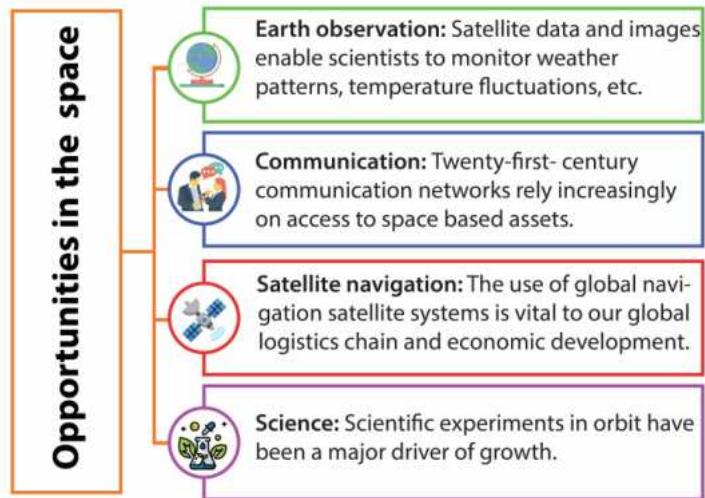 Opportunities in the space
Earth observation: Satellite data and images
enable scientists to monitor weather
patterns, temperature fluctuations, etc.
Communication: Twenty-first- century
communication networks rely increasingly
on access to space based assets.
Satellite navigation: The use of global navi-
gation satellite systems is vital to our global
logistics chain and economic development.
Science: Scientific experiments in orbit have
been a major driver of growth.